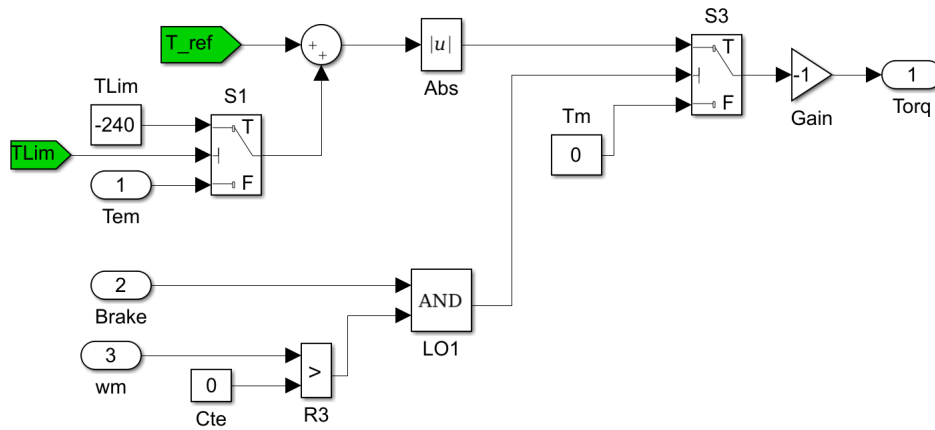 S3
T_ref
+
+
|u|
T
F
-1
1
Abs
Torq
Gain
TLim
S1
-240
T
F
TLim
Tm
0
1
Tem
2
Brake
AND
LO1
3
wm
0
>
Cte
R3